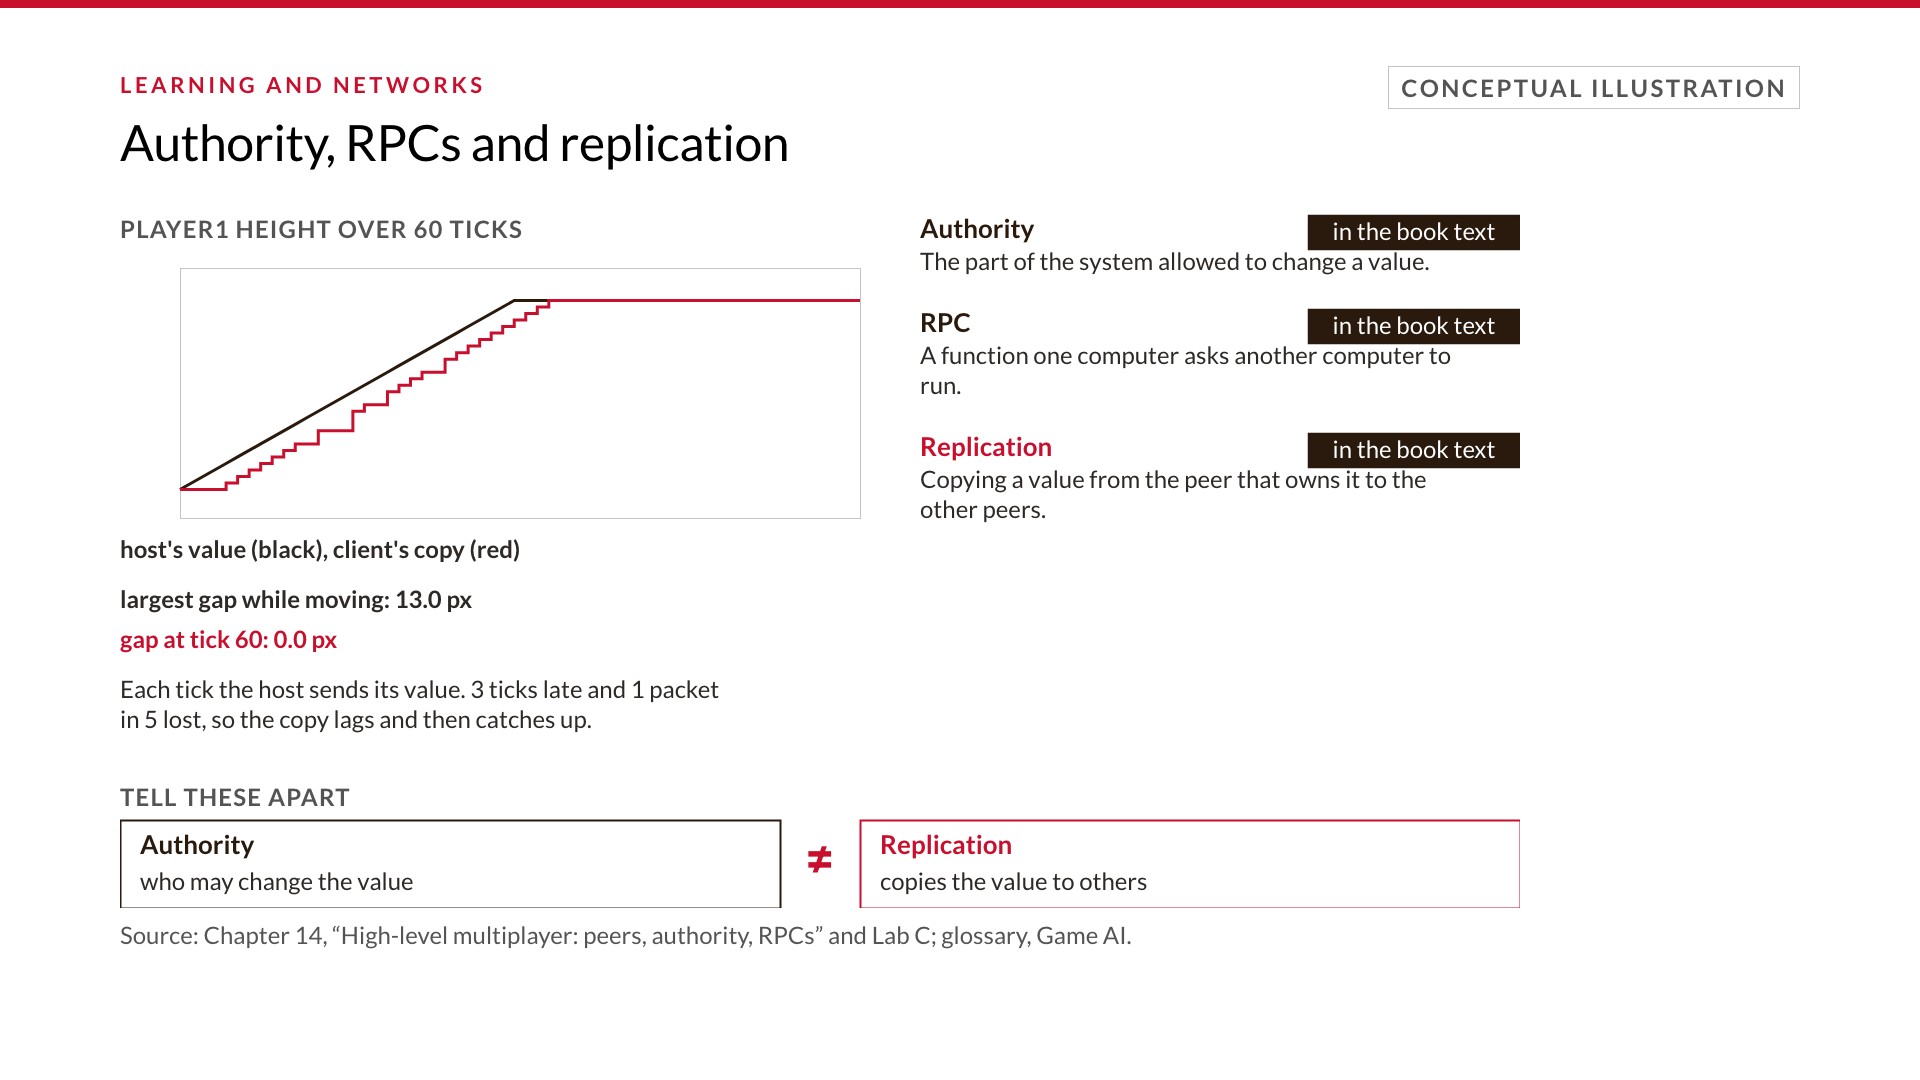 LEARNING AND NETWORKS
CONCEPTUAL ILLUSTRATION
Authority, RPCs and replication
PLAYER1 HEIGHT OVER 60 TICKS
host's value (black), client's copy (red)
largest gap while moving: 13.0 px
gap at tick 60: 0.0 px
Each tick the host sends its value. 3 ticks late and 1 packet
in 5 lost, so the copy lags and then catches up.
Authority
in the book text
The part of the system allowed to change a value.
RPC
in the book text
A function one computer asks another computer to
run.
Replication
in the book text
Copying a value from the peer that owns it to the
other peers.
TELL THESE APART
Authority
who may change the value
≠
Replication
copies the value to others
Source: Chapter 14, “High-level multiplayer: peers, authority, RPCs” and Lab C; glossary, Game AI.